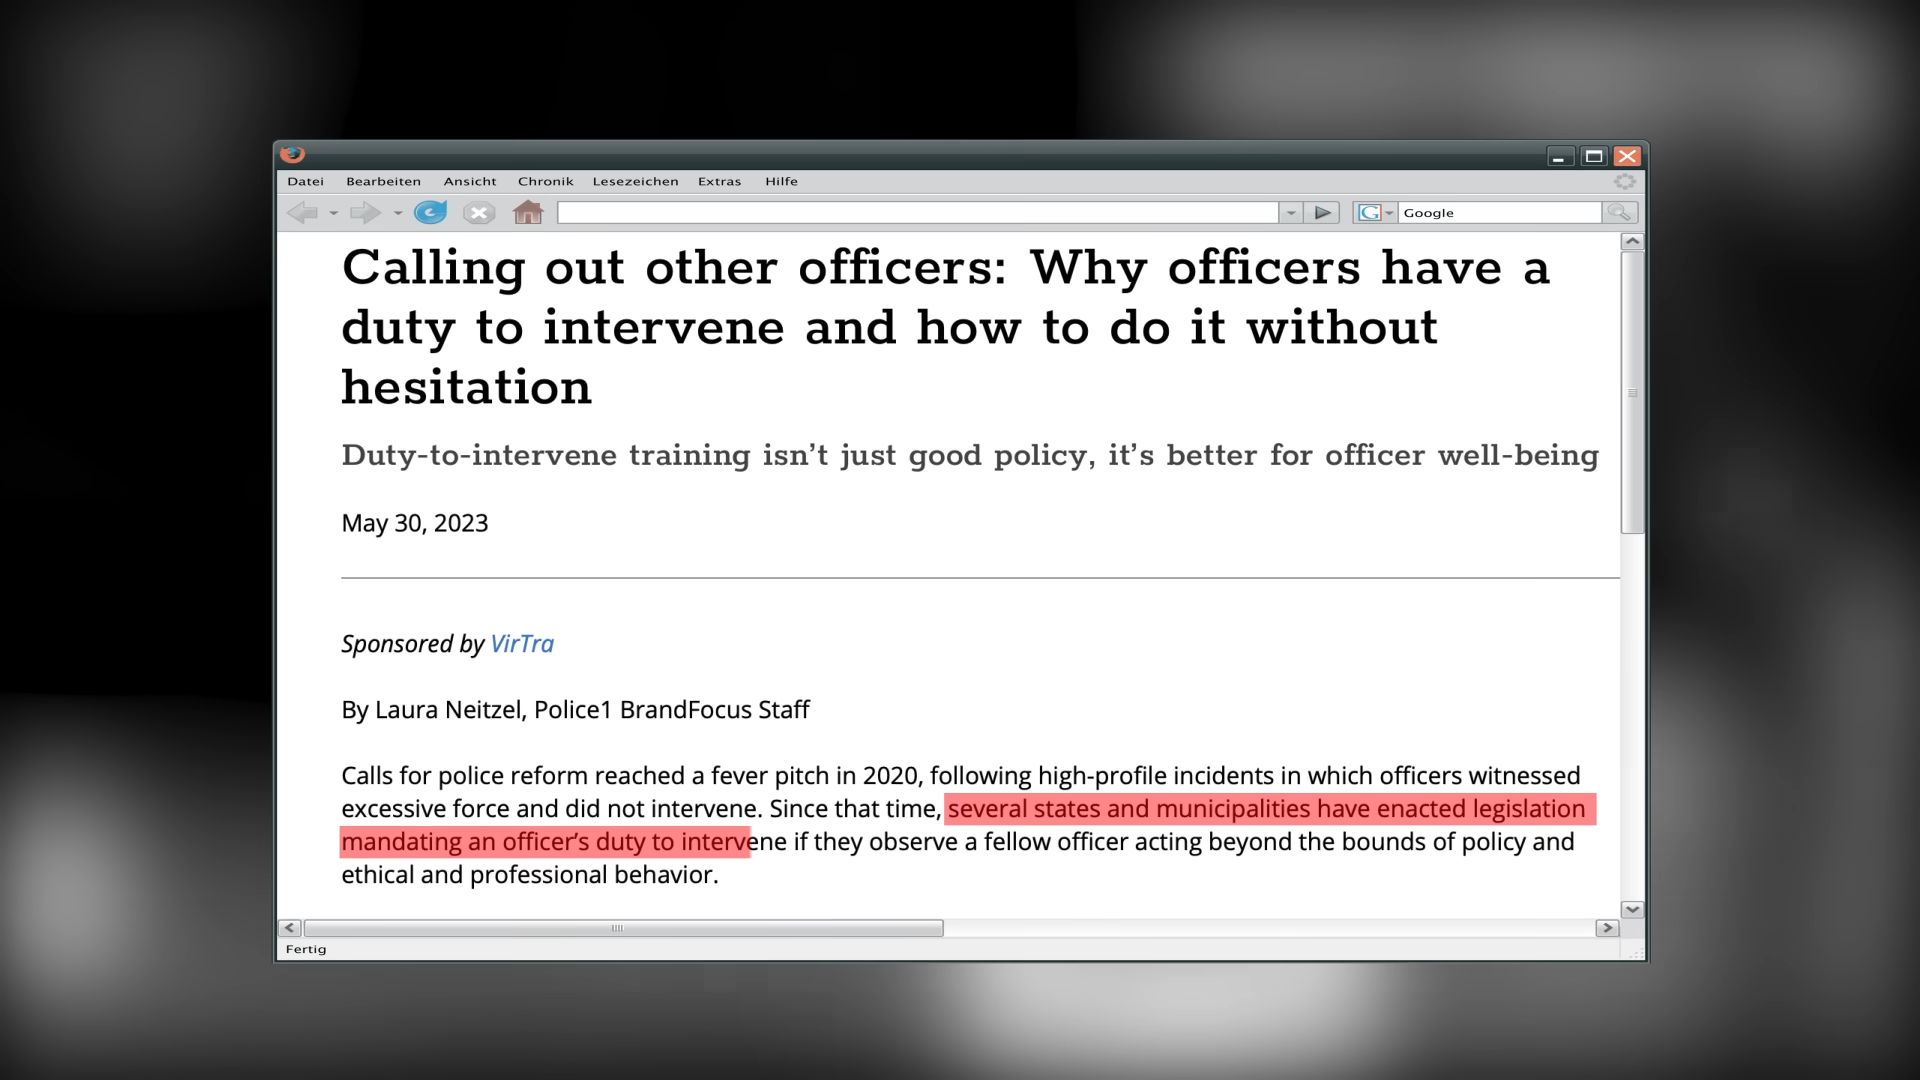 Datei Bearbeiten Ansicht Chronik Lesezeichen Extras Hilfe
G Google
Calling out other officers: Why officers have a
duty to intervene and how to do it without
hesitation
Duty-to-intervene training isn’t just good policy, it’s better for officer well-being
May 30, 2023
Sponsored by VirTra
By Laura Neitzel, Police1 BrandFocus Staff
Calls for police reform reached a fever pitch in 2020, following high-profile incidents in which officers witnessed
excessive force and did not intervene. Since that time, several states and municipalities have enacted legislation
mandating an officer’s duty to intervene if they observe a fellow officer acting beyond the bounds of policy and
ethical and professional behavior.
Fertig